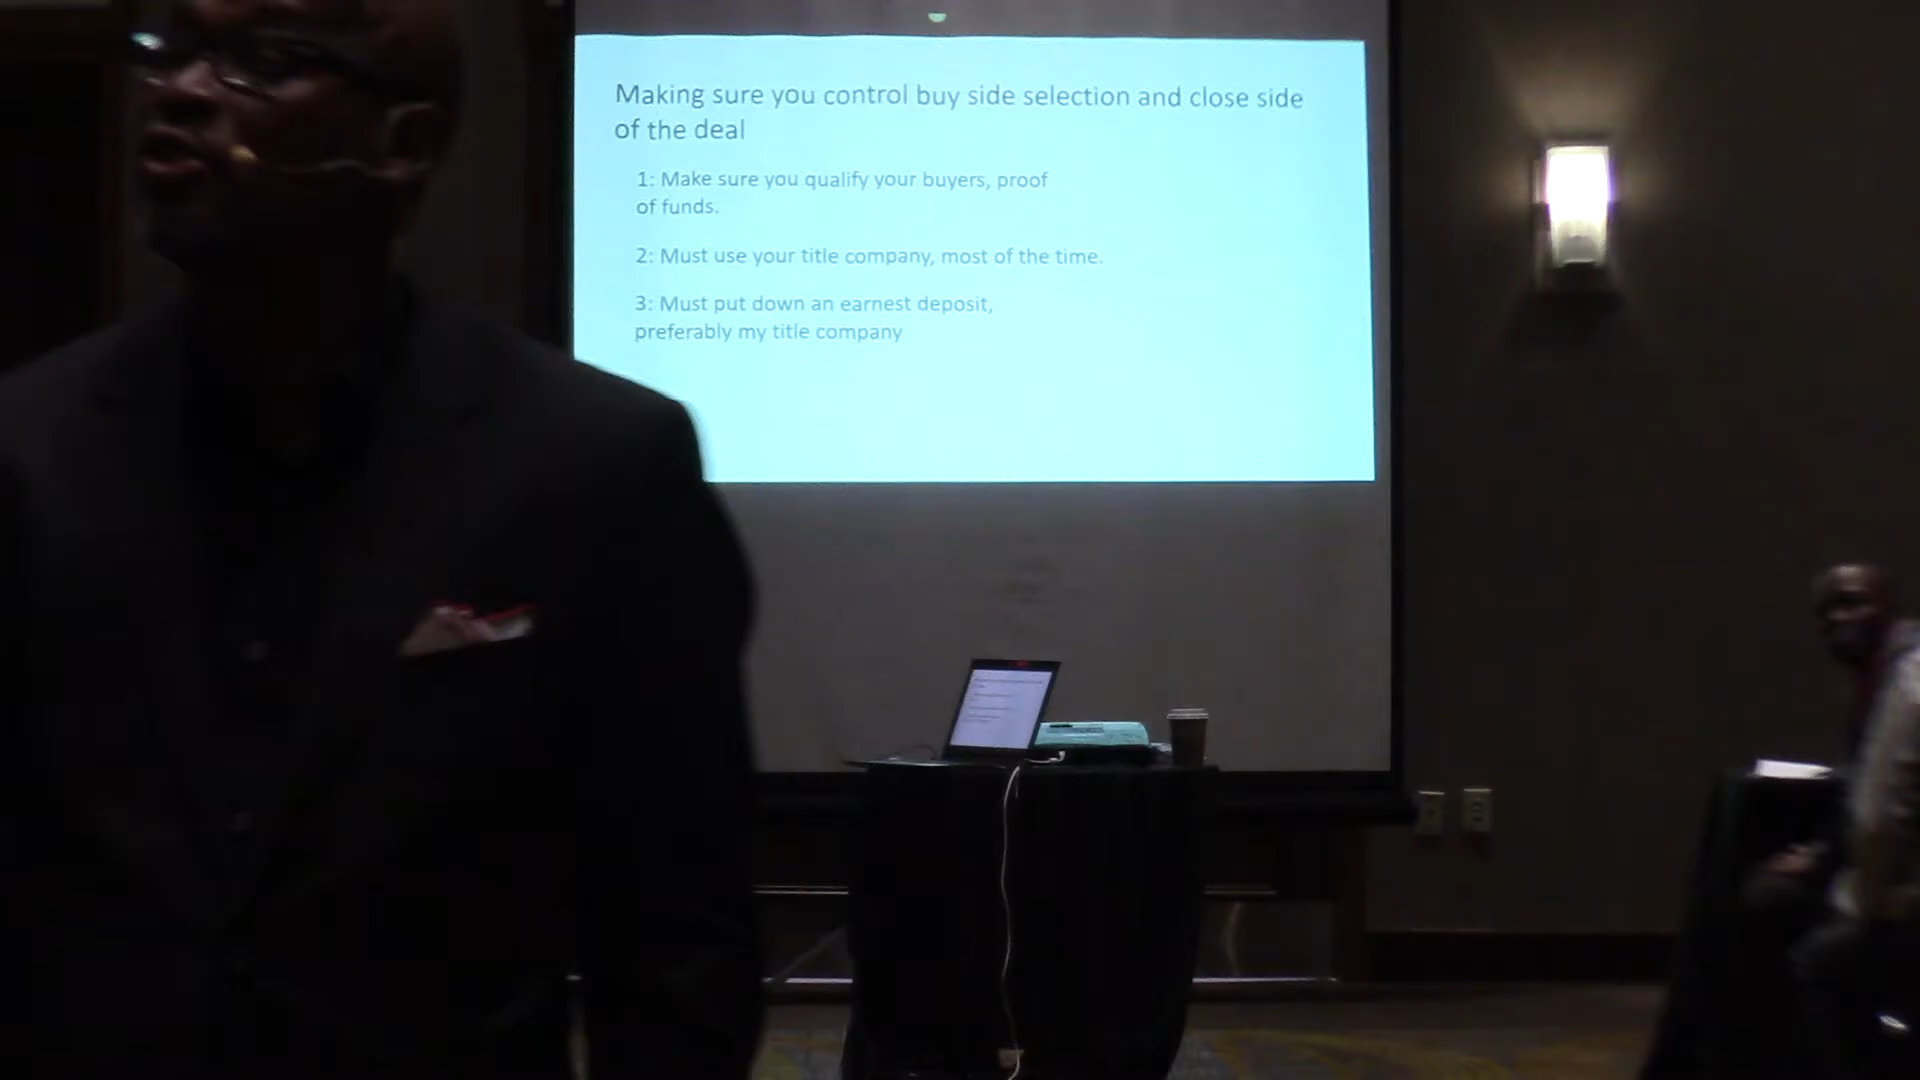 Making sure you control buy side selection and close side
of the deal
1: Make sure you qualify your buyers, proof
of funds.
2: Must use your title company, most of the time.
3: Must put down an earnest deposit,
preferably my title company